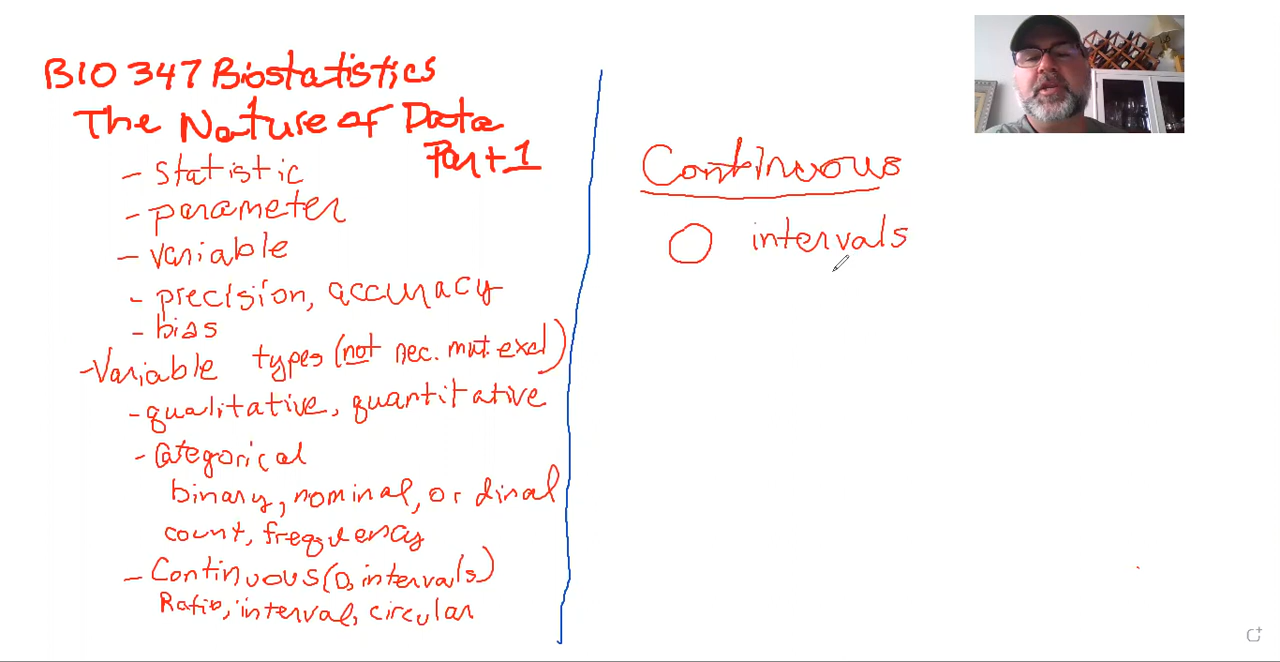 BIO 347 Biostatistics
The Nature of Data
Part 1
- statistic
- parameter
- variable
- precision, accuracy
- bias
- Variable types (not nec. mut. excl)
- qualitative, quantitative
- Categorical
binary, nominal, ordinal
count, frequency
- Continuous (0, intervals)
Ratio, interval, circular
Continuous
0 intervals